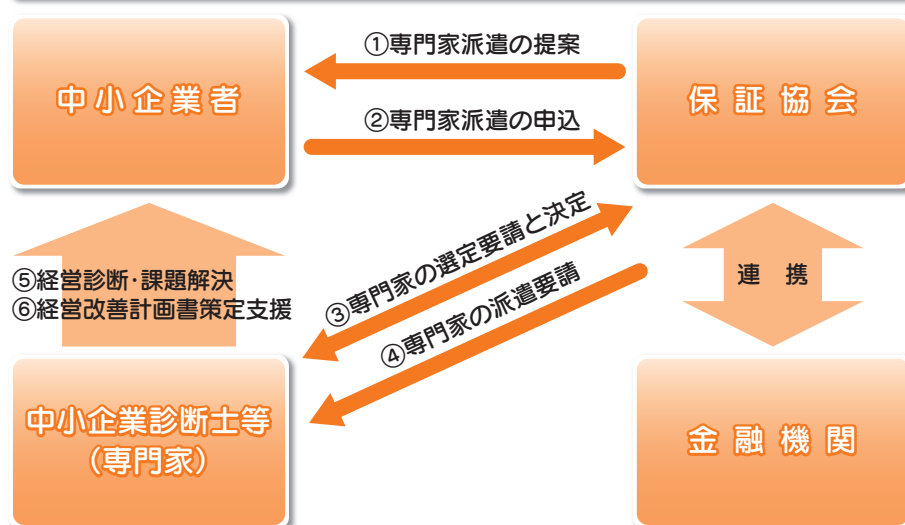 ①専門家派遣の提案
中小企業者
保証協会
②専門家派遣の申込
③専門家の選定要請と決定
④専門家の派遣要請
⑤経営診断・課題解決
⑥経営改善計画書策定支援
連携
中小企業診断士等
(専門家)
金融機関